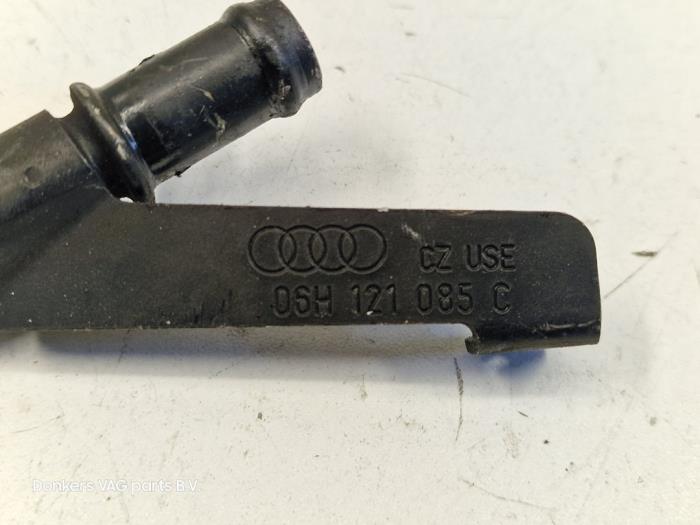 CZ USE
06H 121 085 C
Donkers VAG parts B.V.